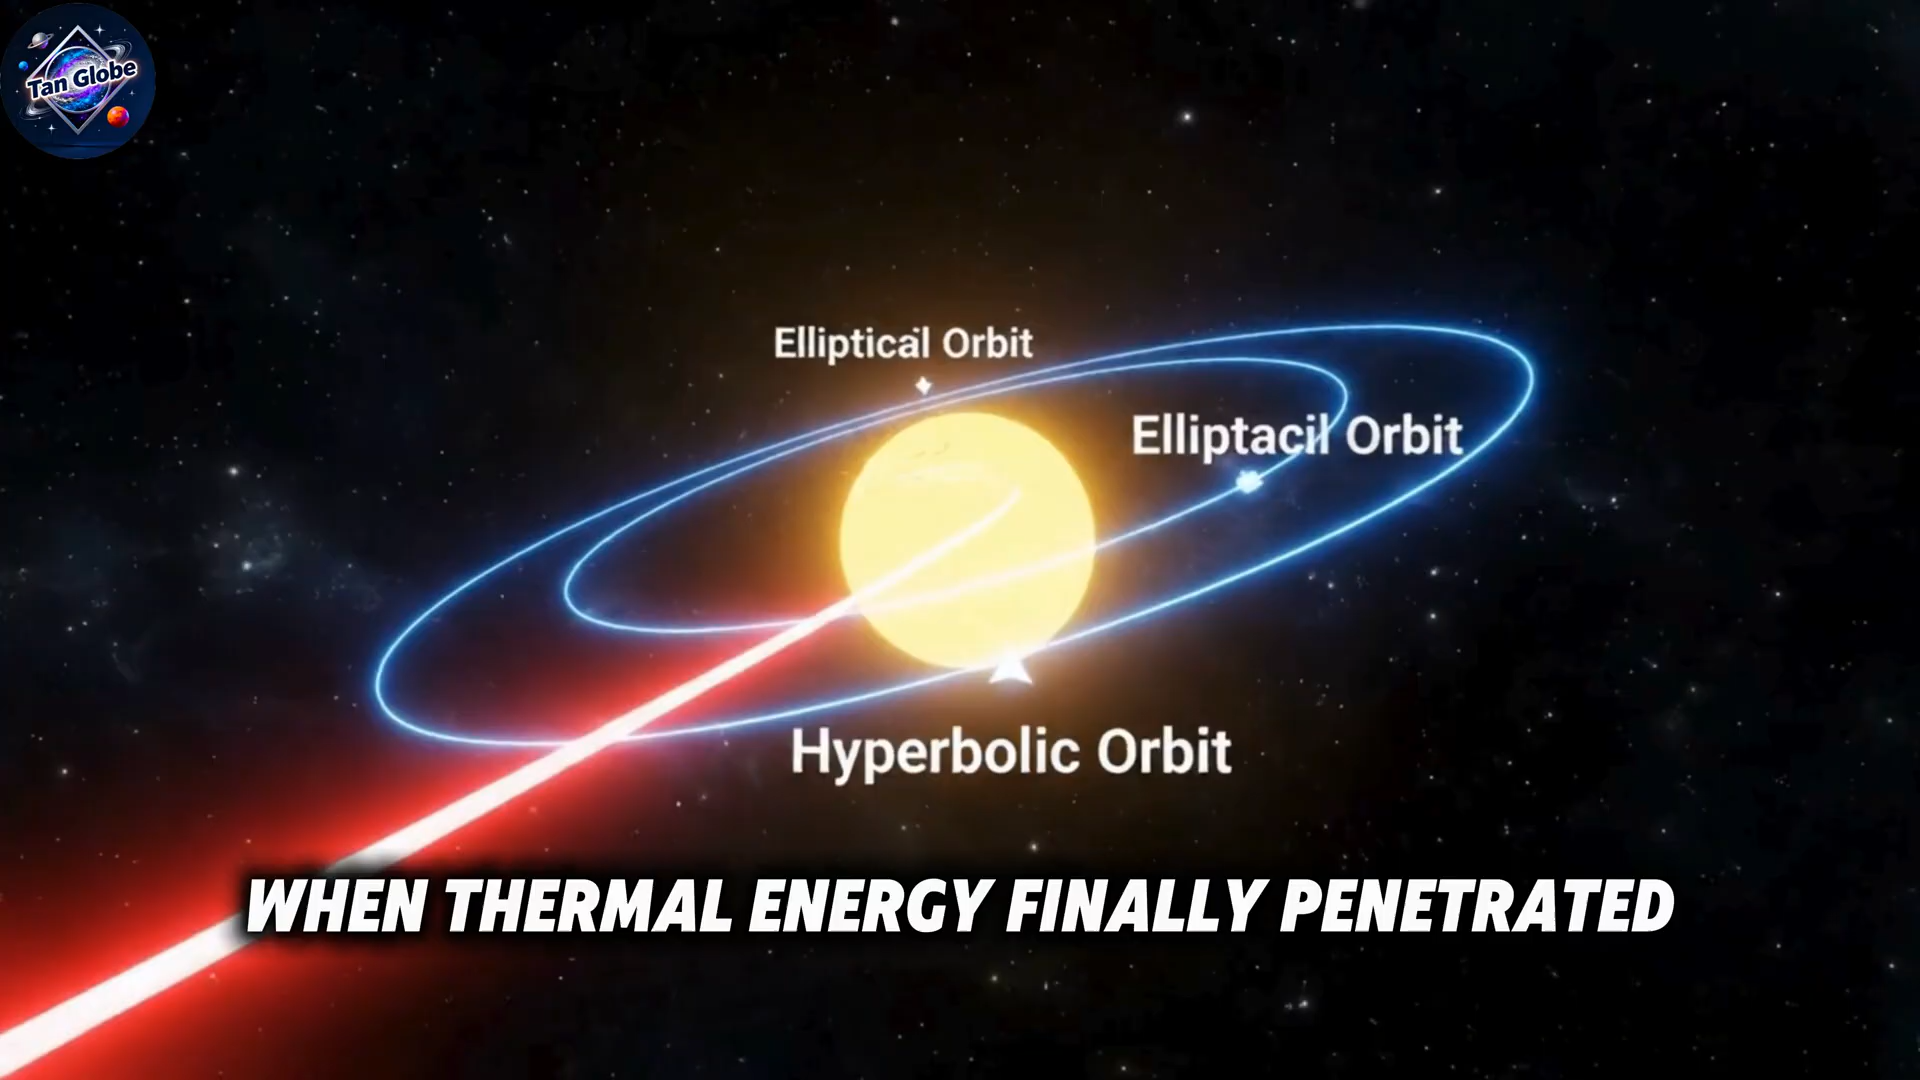 Tan Globe
Elliptical Orbit
Elliptacil Orbit
Hyperbolic Orbit
WHEN THERMAL ENERGY FINALLY PENETRATED